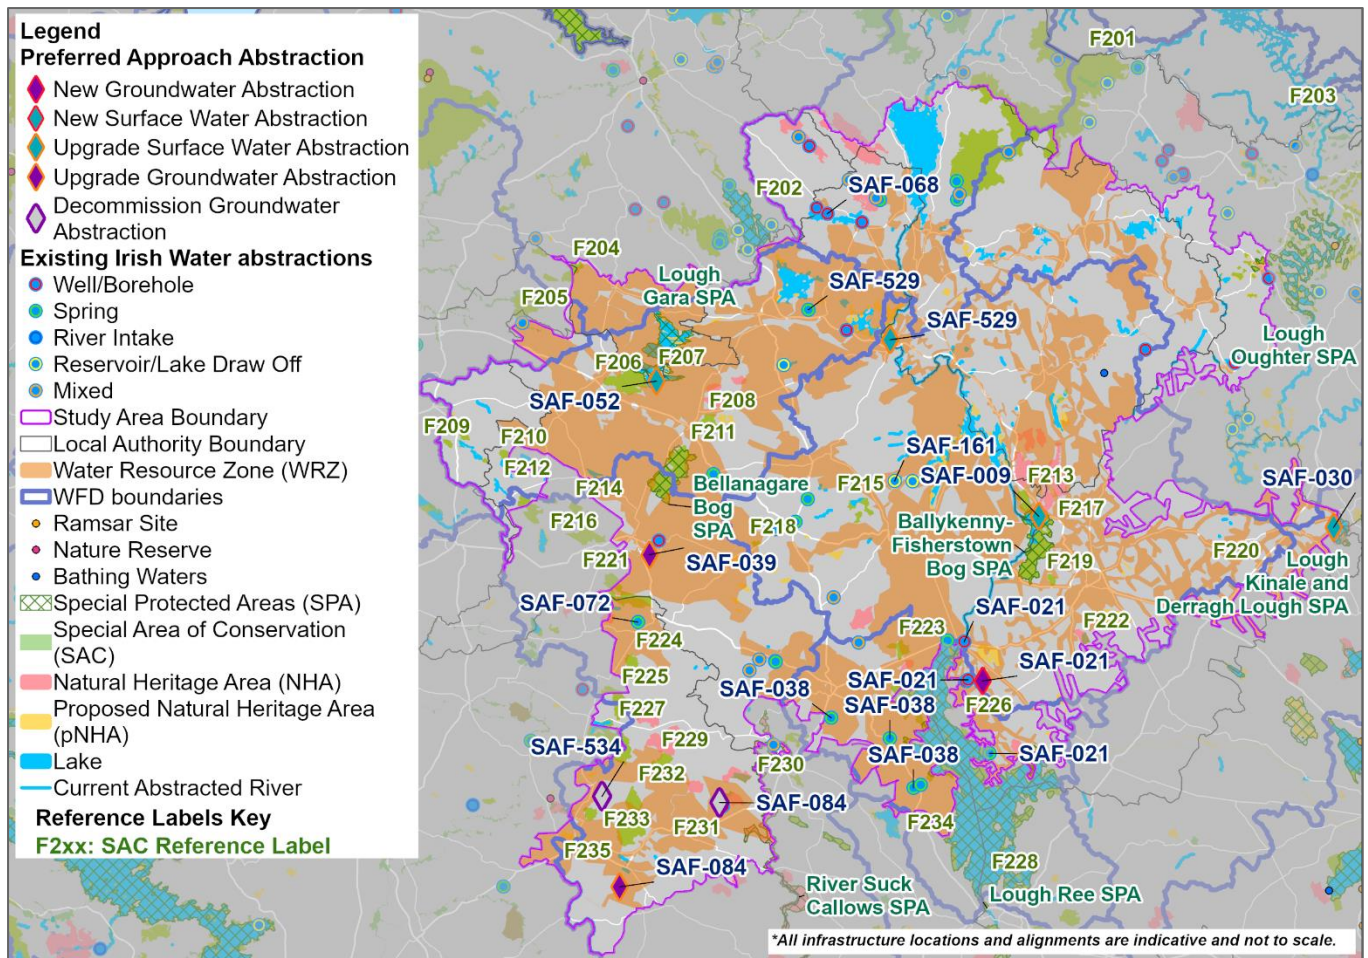 Legend
Preferred Approach Abstraction
New Groundwater Abstraction
New Surface Water Abstraction
Upgrade Surface Water Abstraction
Upgrade Groundwater Abstraction
Decommission Groundwater
Abstraction
Existing Irish Water abstractions
Well/Borehole
Spring
River Intake
Reservoir/Lake Draw Off
Mixed
Study Area Boundary
Local Authority Boundary
Water Resource Zone (WRZ)
WFD boundaries
Ramsar Site
Nature Reserve
Bathing Waters
Special Protected Areas (SPA)
Special Area of Conservation
(SAC)
Natural Heritage Area (NHA)
Proposed Natural Heritage Area
(pNHA)
Lake
Current Abstracted River
Reference Labels Key
F2xx: SAC Reference Label
F201
F203
F202
SAF-068
F204
Lough
Gara SPA
F205
SAF-529
SAF-529
Lough
Oughter SPA
F206
F207
SAF-052
F208
F209
F210
F211
F212
SAF-161
F214
Bellanagare
Bog
SPA
F215
SAF-009
F213
SAF-030
F216
F218
F217
Ballykenny-
Fisherstown
Bog SPA
F219
F220
Lough
Kinale and
Derragh Lough SPA
F221
SAF-039
SAF-072
F224
SAF-021
F222
F223
F225
SAF-038
SAF-021
SAF-021
F226
F227
SAF-038
SAF-534
F229
F230
SAF-038
SAF-021
F232
F233
F231
SAF-084
F234
F235
SAF-084
F228
River Suck
Callows SPA
Lough Ree SPA
*All infrastructure locations and alignments are indicative and not to scale.